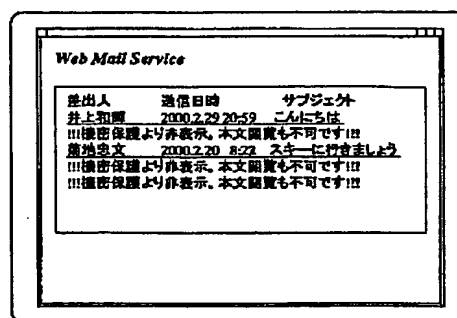 Web Mail Service
差出人 送信日時 サブジェクト
井上和輝 2000.2.29 20:59 こんにちは
!!!機密保護より非表示。本文閲覧も不可です!!!
菊地忠文 2000.2.20 8:22 スキーに行きましょう
!!!機密保護より非表示。本文閲覧も不可です!!!
!!!機密保護より非表示。本文閲覧も不可です!!!